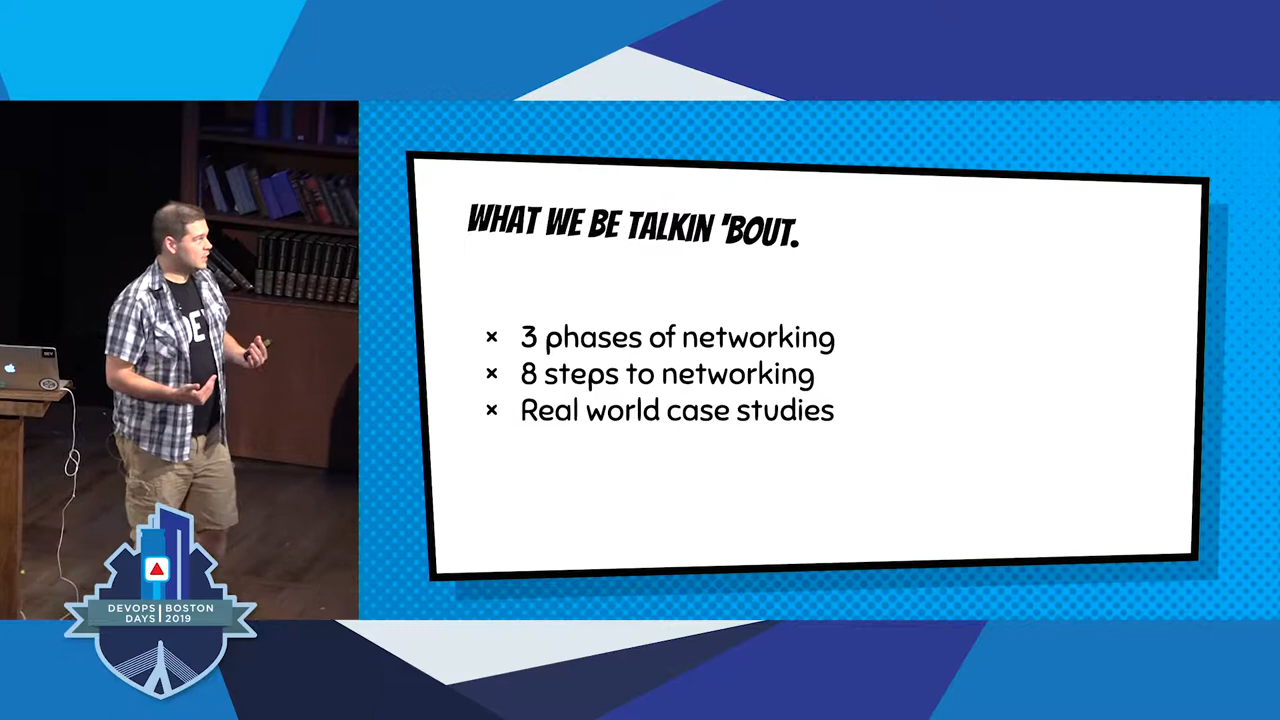 WHAT WE BE TALKIN 'BOUT.
× 3 phases of networking
× 8 steps to networking
× Real world case studies
DEV
DEVOPS BOSTON
DAYS 2019